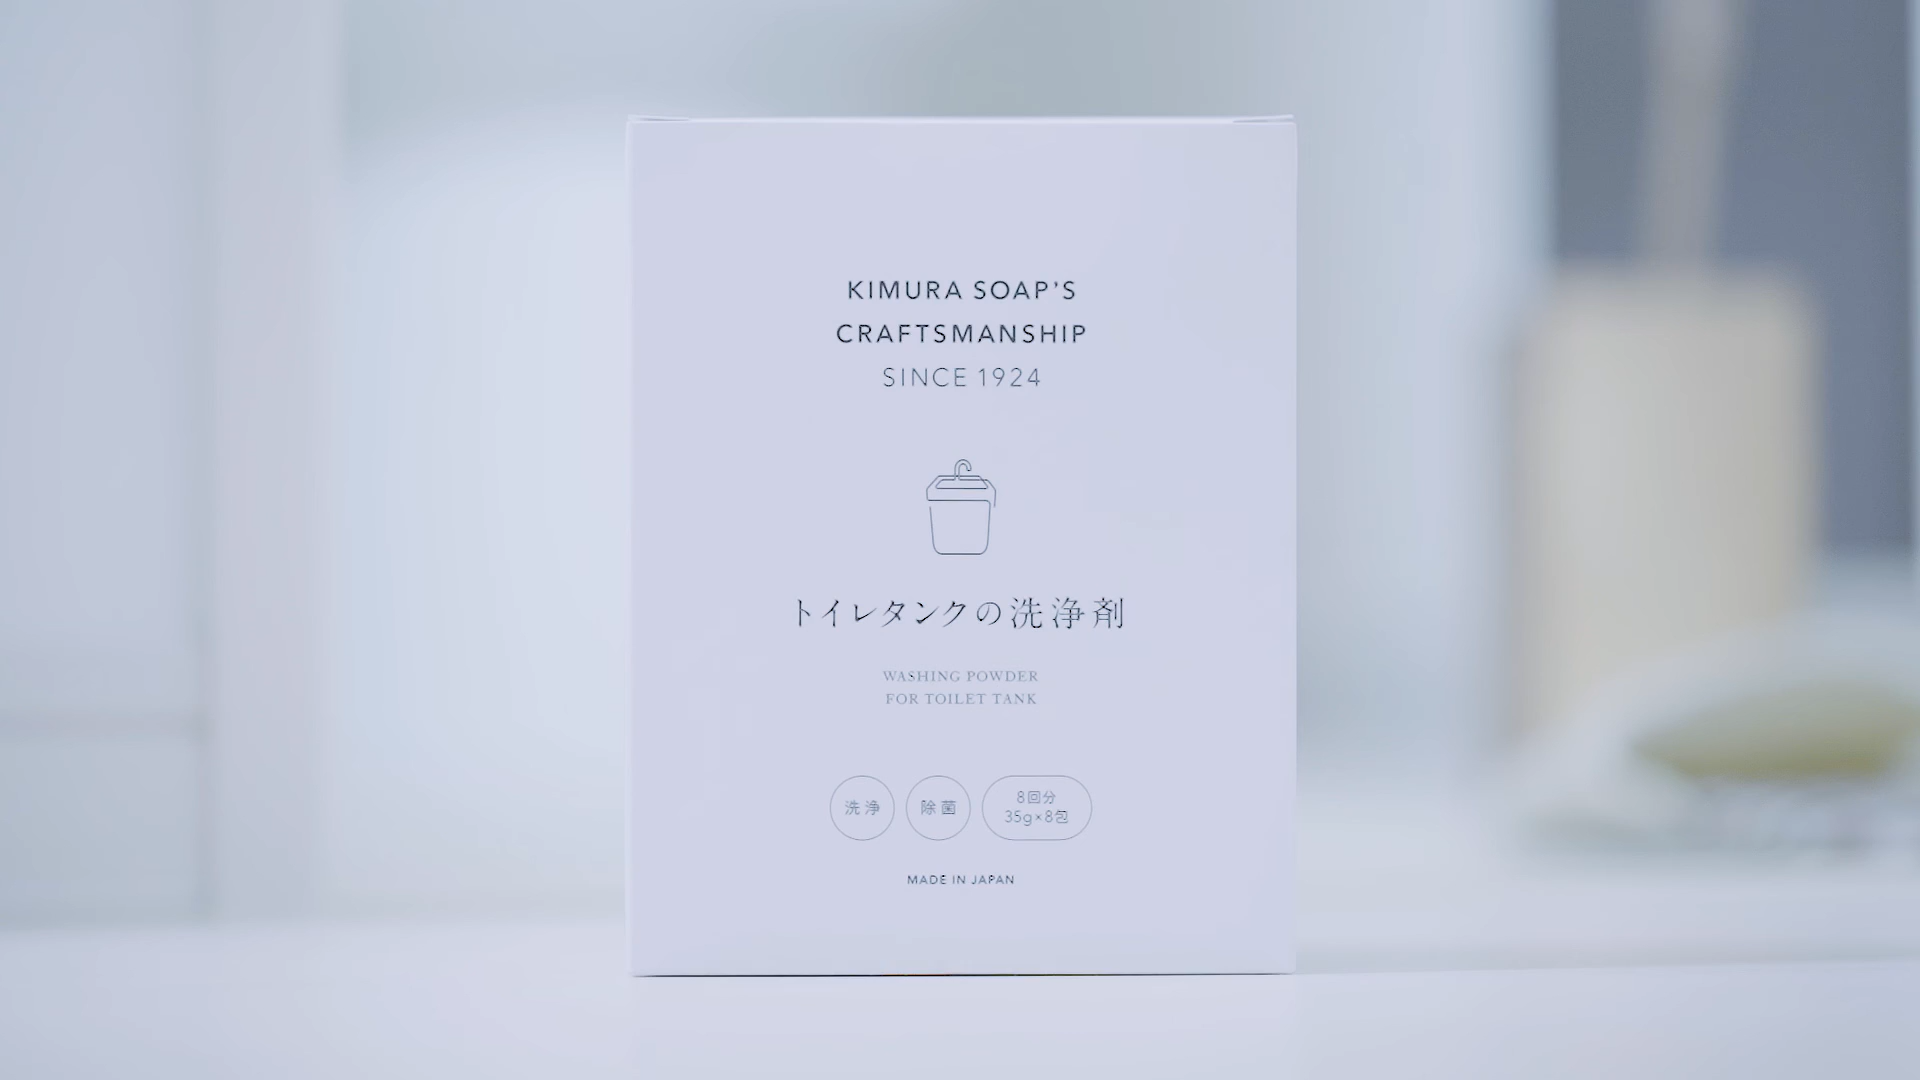 KIMURA SOAP'S
CRAFTSMANSHIP
SINCE 1924
トイレタンクの洗浄剤
WASHING POWDER
FOR TOILET TANK
洗浄
除菌
8回分
35g×8包
MADE IN JAPAN